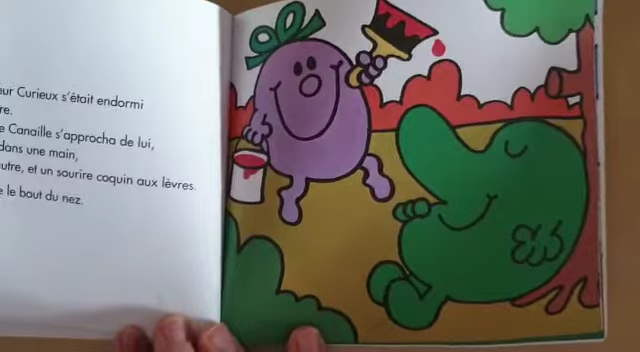 eur Curieux s'était endormi
re.
e Canaille s'approcha de lui,
dans une main,
utre, et un sourire coquin aux lèvres.
e le bout du nez.